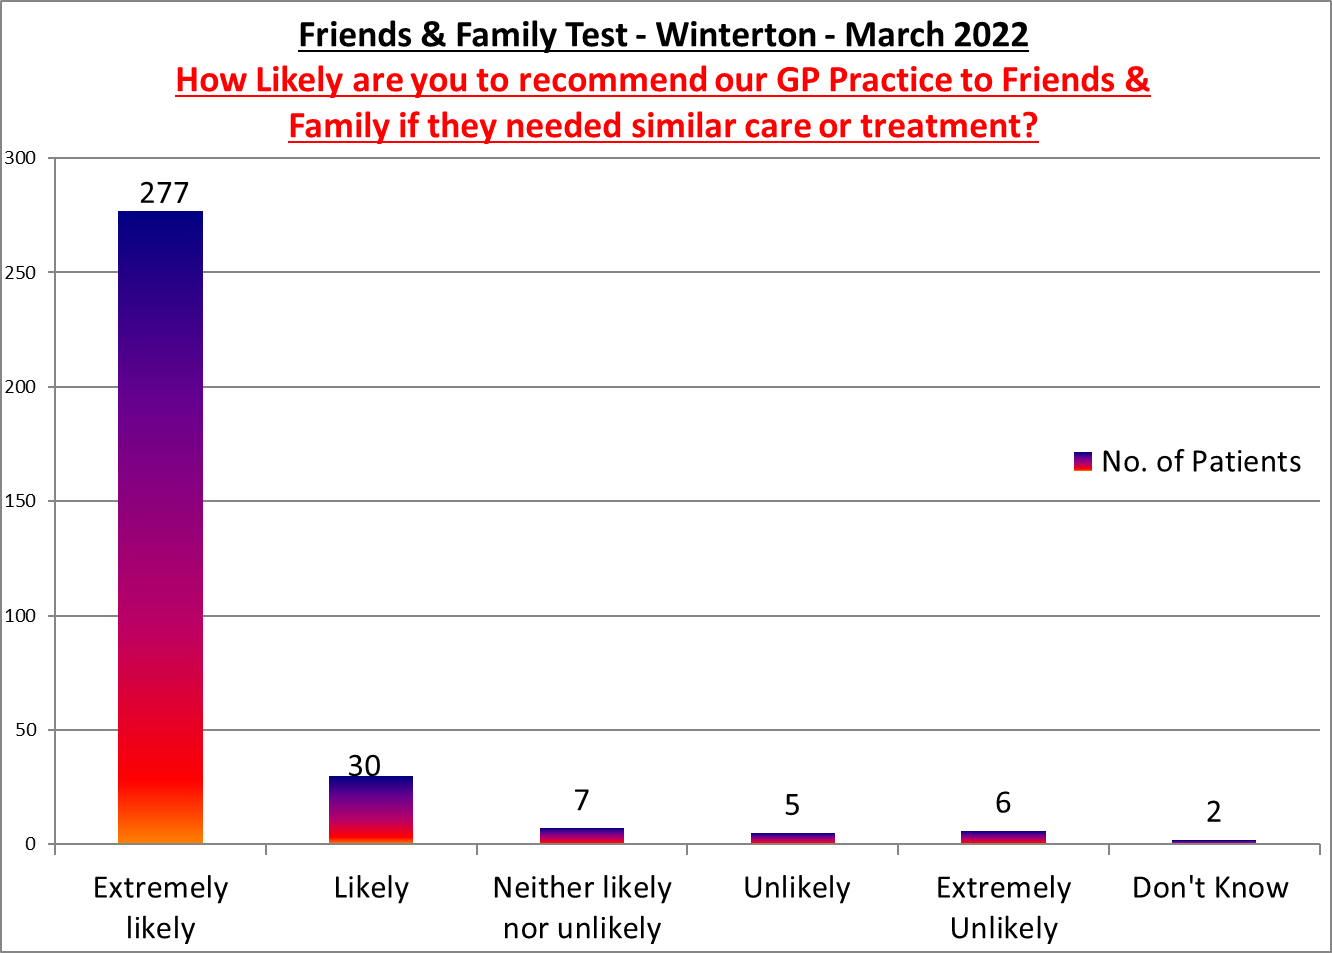 Friends & Family Test - Winterton - March 2022
How Likely are you to recommend our GP Practice to Friends &
Family if they needed similar care or treatment?
300
277
250
200
150
No. of Patients
100
50
30
7
5
6
2
0
Extremely
likely
Likely
Neither likely
nor unlikely
Unlikely
Extremely
Unlikely
Don't Know